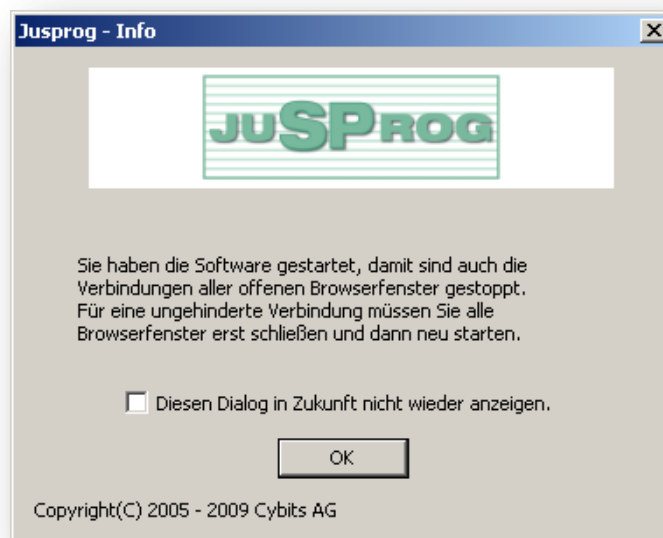 Jusprog - Info
JUSPROG
Sie haben die Software gestartet, damit sind auch die
Verbindungen aller offenen Browserfenster gestoppt.
Für eine ungehinderte Verbindung müssen Sie alle
Browserfenster erst schließen und dann neu starten.
Diesen Dialog in Zukunft nicht wieder anzeigen.
OK
Copyright(C) 2005 - 2009 Cybits AG